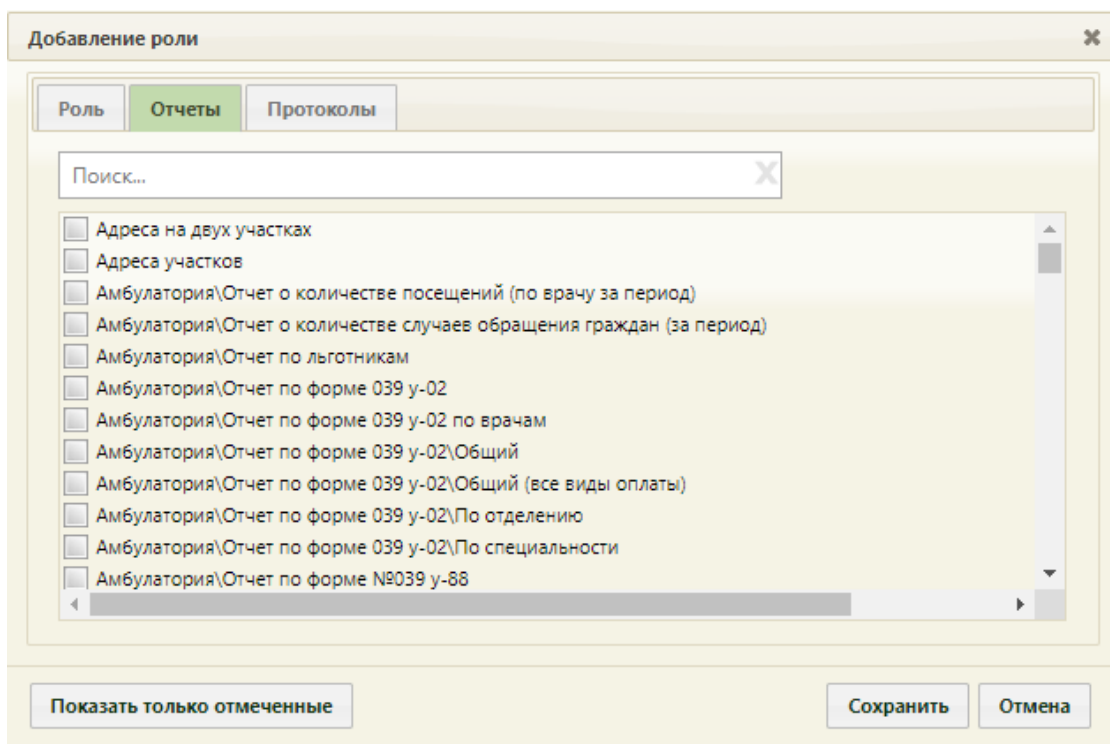 Добавление роли
Роль Отчеты Протоколы
Поиск...
Адреса на двух участках
Адреса участков
Амбулатория\Отчет о количестве посещений (по врачу за период)
Амбулатория\Отчет о количестве случаев обращения граждан (за период)
Амбулатория\Отчет по льготникам
Амбулатория\Отчет по форме 039 у-02
Амбулатория\Отчет по форме 039 у-02 по врачам
Амбулатория\Отчет по форме 039 у-02\Общий
Амбулатория\Отчет по форме 039 у-02\Общий (все виды оплаты)
Амбулатория\Отчет по форме 039 у-02\По отделению
Амбулатория\Отчет по форме 039 у-02\По специальности
Амбулатория\Отчет по форме №039 у-88
Показать только отмеченные Сохранить Отмена